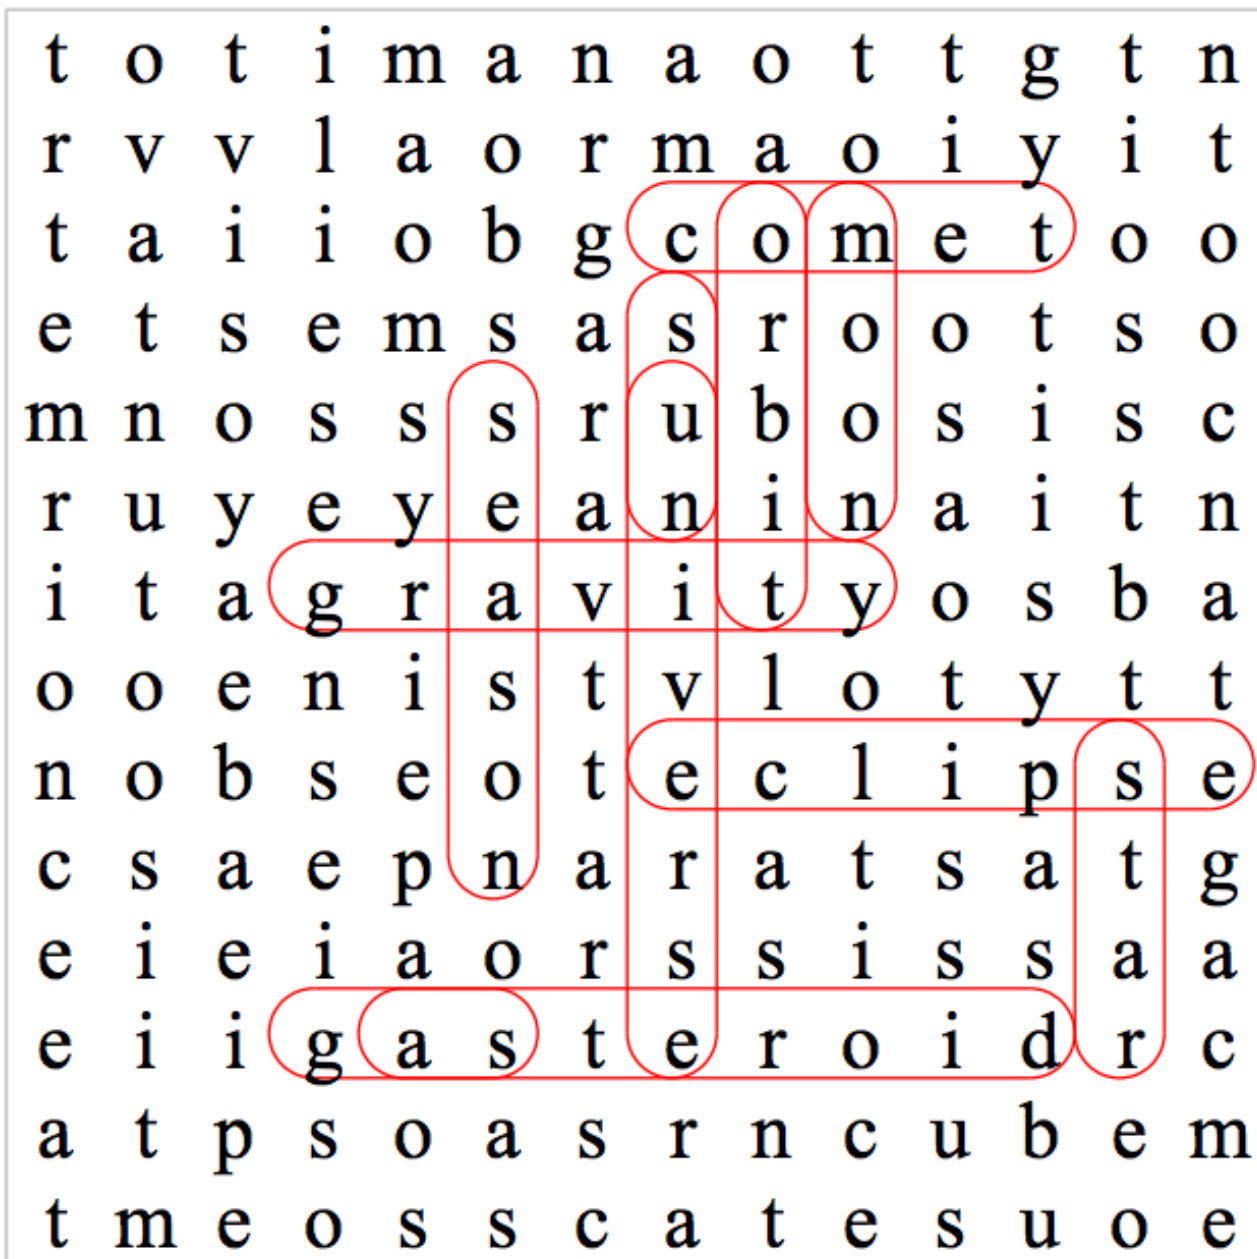 t o t i m a n a o t t g t n
r v v l a o r m a o i y i t
t a i i o b g c o m e t o o
e t s e m s a s r o o t s o
m n o s s s r u b o s i s c
r u y e y e a n i n a i t n
i t a g r a v i t y o s b a
o o e n i s t v l o t y t t
n o b s e o t e c l i p s e
c s a e p n a r a t s a t g
e i e i a o r s s i s s a a
e i i g a s t e r o i d r c
a t p s o a s r n c u b e m
t m e o s s c a t e s u o e